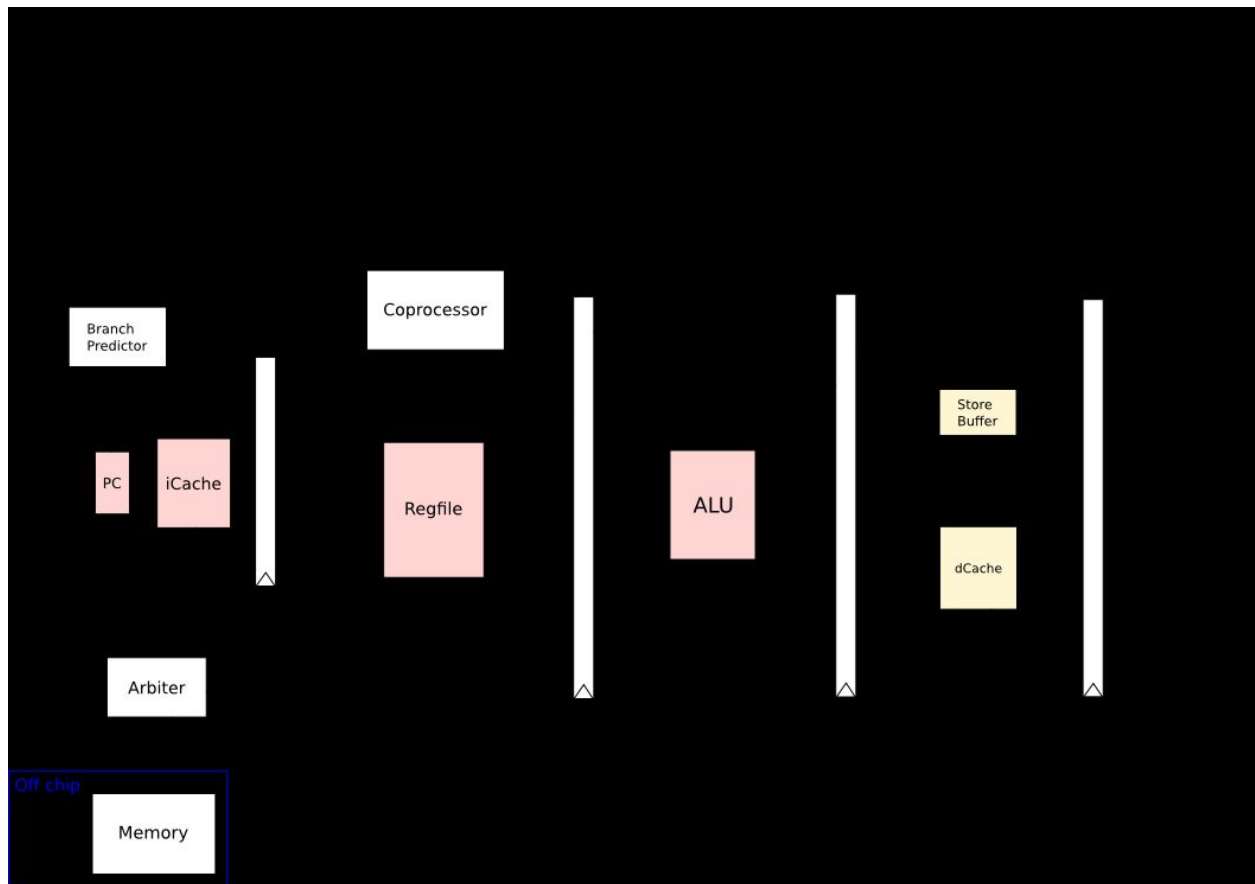 Coprocessor
Branch
Predictor
Store
Buffer
PC
iCache
Regfile
ALU
dCache
Arbiter
Off chip
Memory